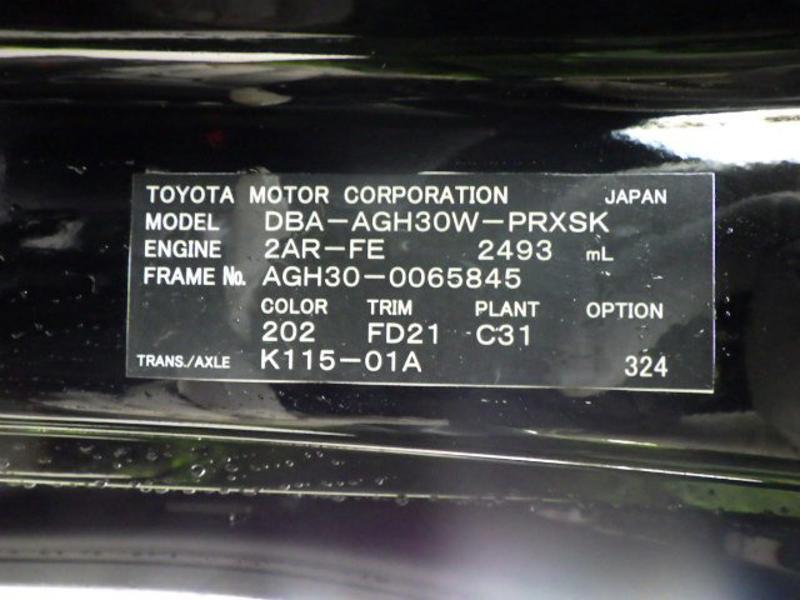 TOYOTA MOTOR CORPORATION JAPAN
MODEL DBA-AGH30W-PRXSK
ENGINE 2AR-FE 2493 mL
FRAME No. AGH30-0065845
COLOR TRIM PLANT OPTION
202 FD21 C31
TRANS./AXLE K115-01A 324